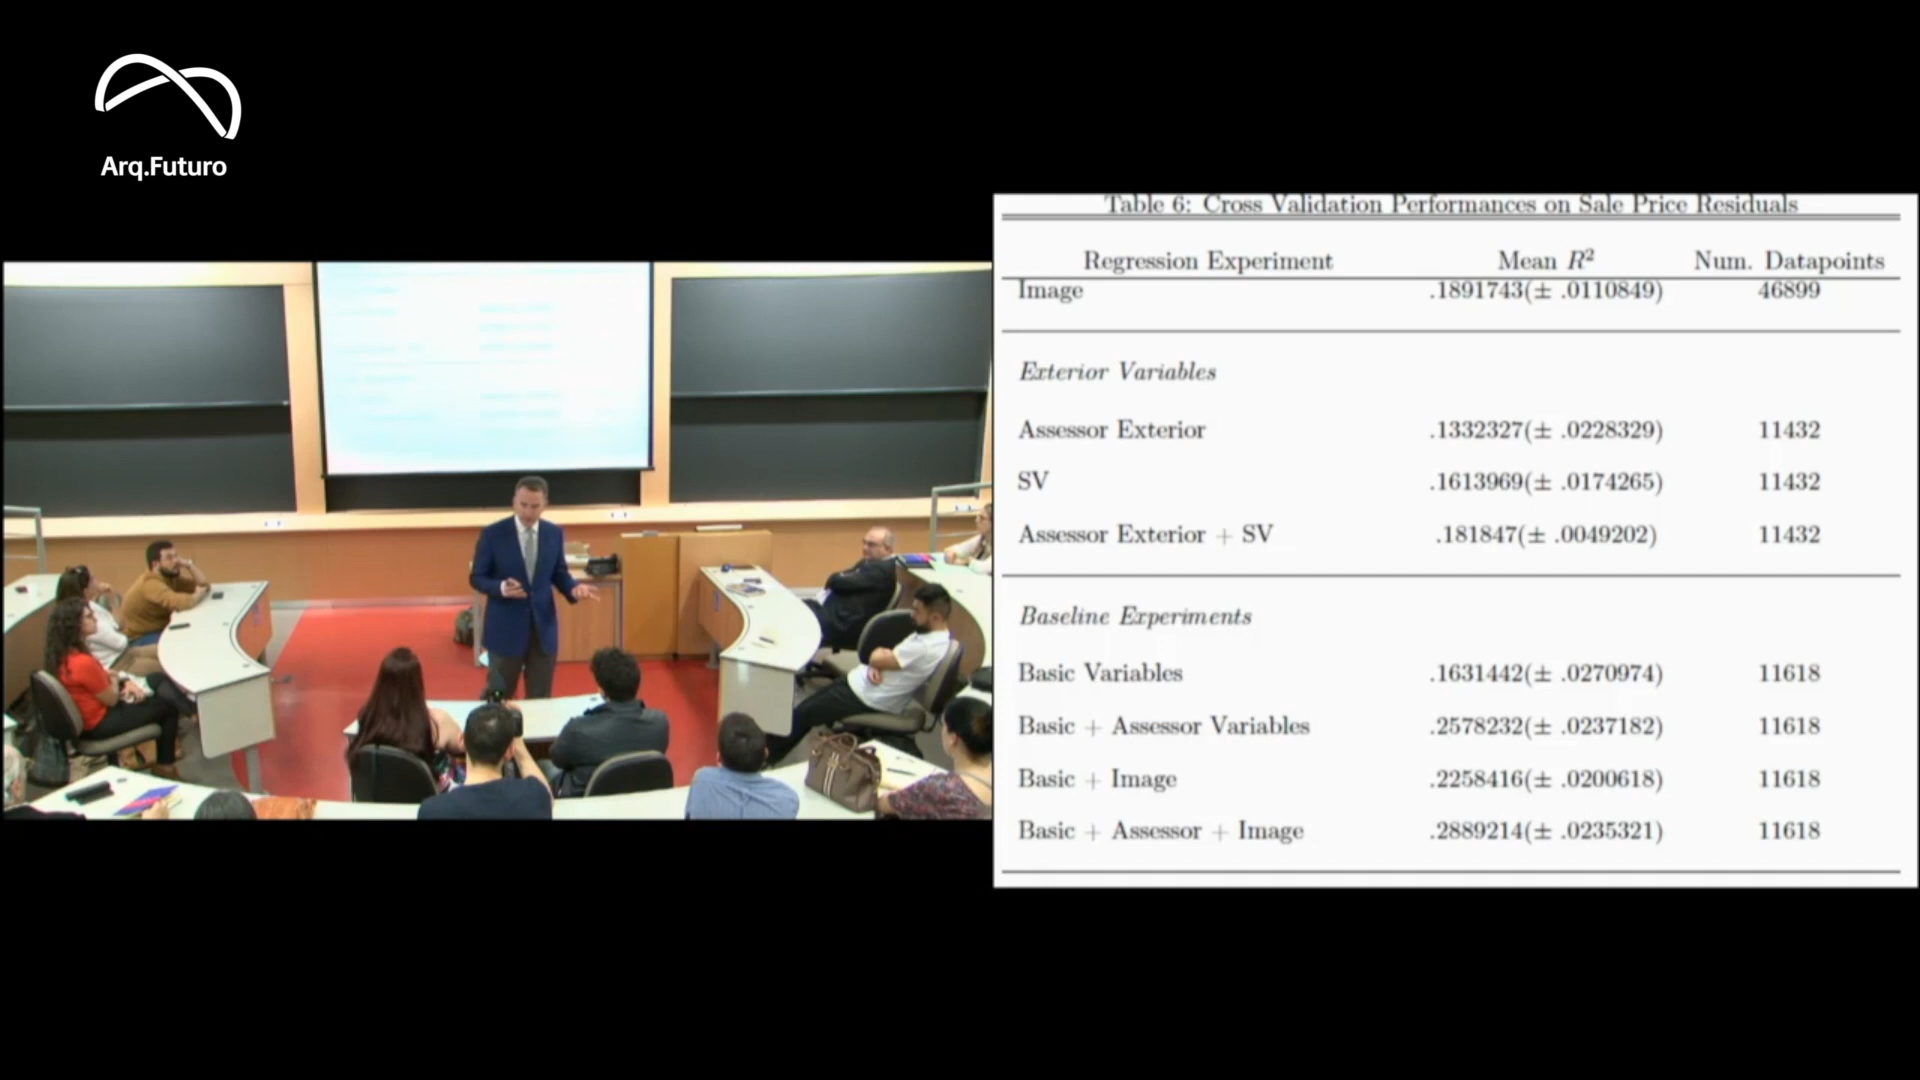 Arq.Futuro
Table 6: Cross Validation Performances on Sale Price Residuals
Regression Experiment Mean R² Num. Datapoints
Image .1891743(± .0110849) 46899
Exterior Variables
Assessor Exterior .1332327(± .0228329) 11432
SV .1613969(± .0174265) 11432
Assessor Exterior + SV .181847(± .0049202) 11432
Baseline Experiments
Basic Variables .1631442(± .0270974) 11618
Basic + Assessor Variables .2578232(± .0237182) 11618
Basic + Image .2258416(± .0200618) 11618
Basic + Assessor + Image .2889214(± .0235321) 11618